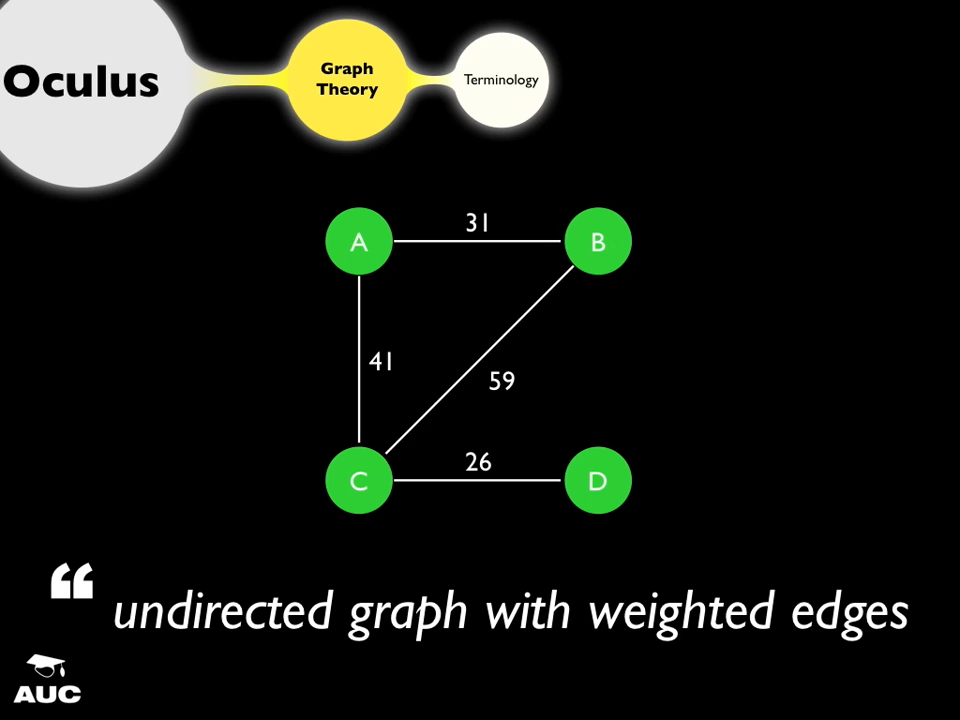 Oculus
Graph
Theory
Terminology
31
A
B
41
59
26
C
D
“ undirected graph with weighted edges
AUC